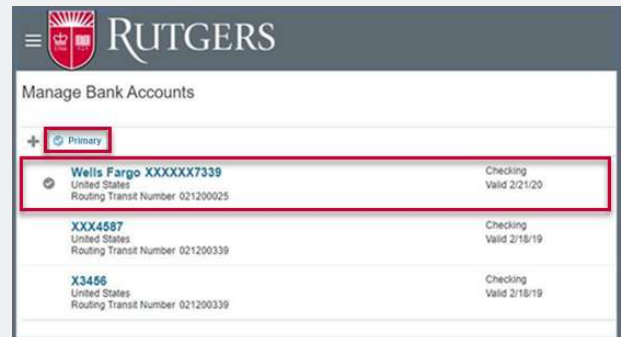 RUTGERS
Manage Bank Accounts
Primary
Wells Fargo XXXXXX7339
Checking
United States
Valid 2/21/20
Routing Transit Number 021200025
XXX4587
Checking
United States
Valid 2/18/19
Routing Transit Number 021200339
X3456
Checking
United States
Valid 2/18/19
Routing Transit Number 021200339